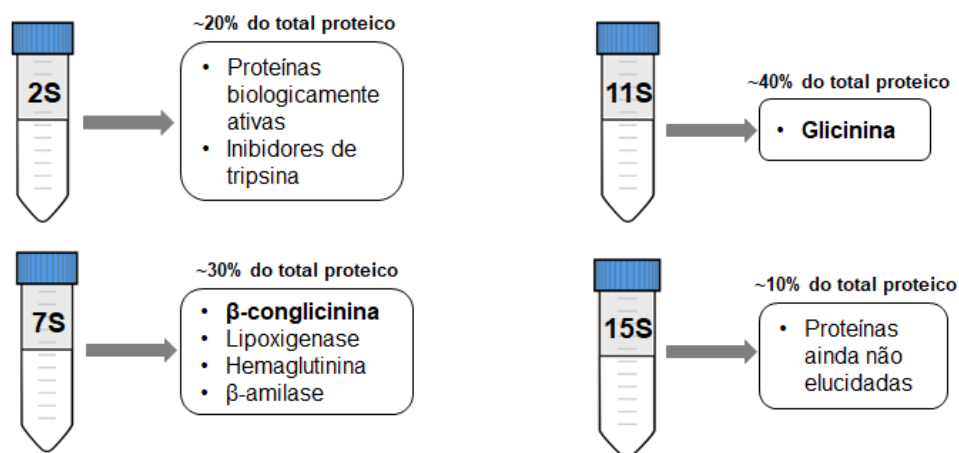 ~20% do total proteico
2S
• Proteínas
biologicamente
ativas
• Inibidores de
tripsina
~40% do total proteico
11S
• Glicinina
~30% do total proteico
7S
• β-conglicinina
• Lipoxigenase
• Hemaglutinina
• β-amilase
~10% do total proteico
15S
• Proteínas
ainda não
elucidadas